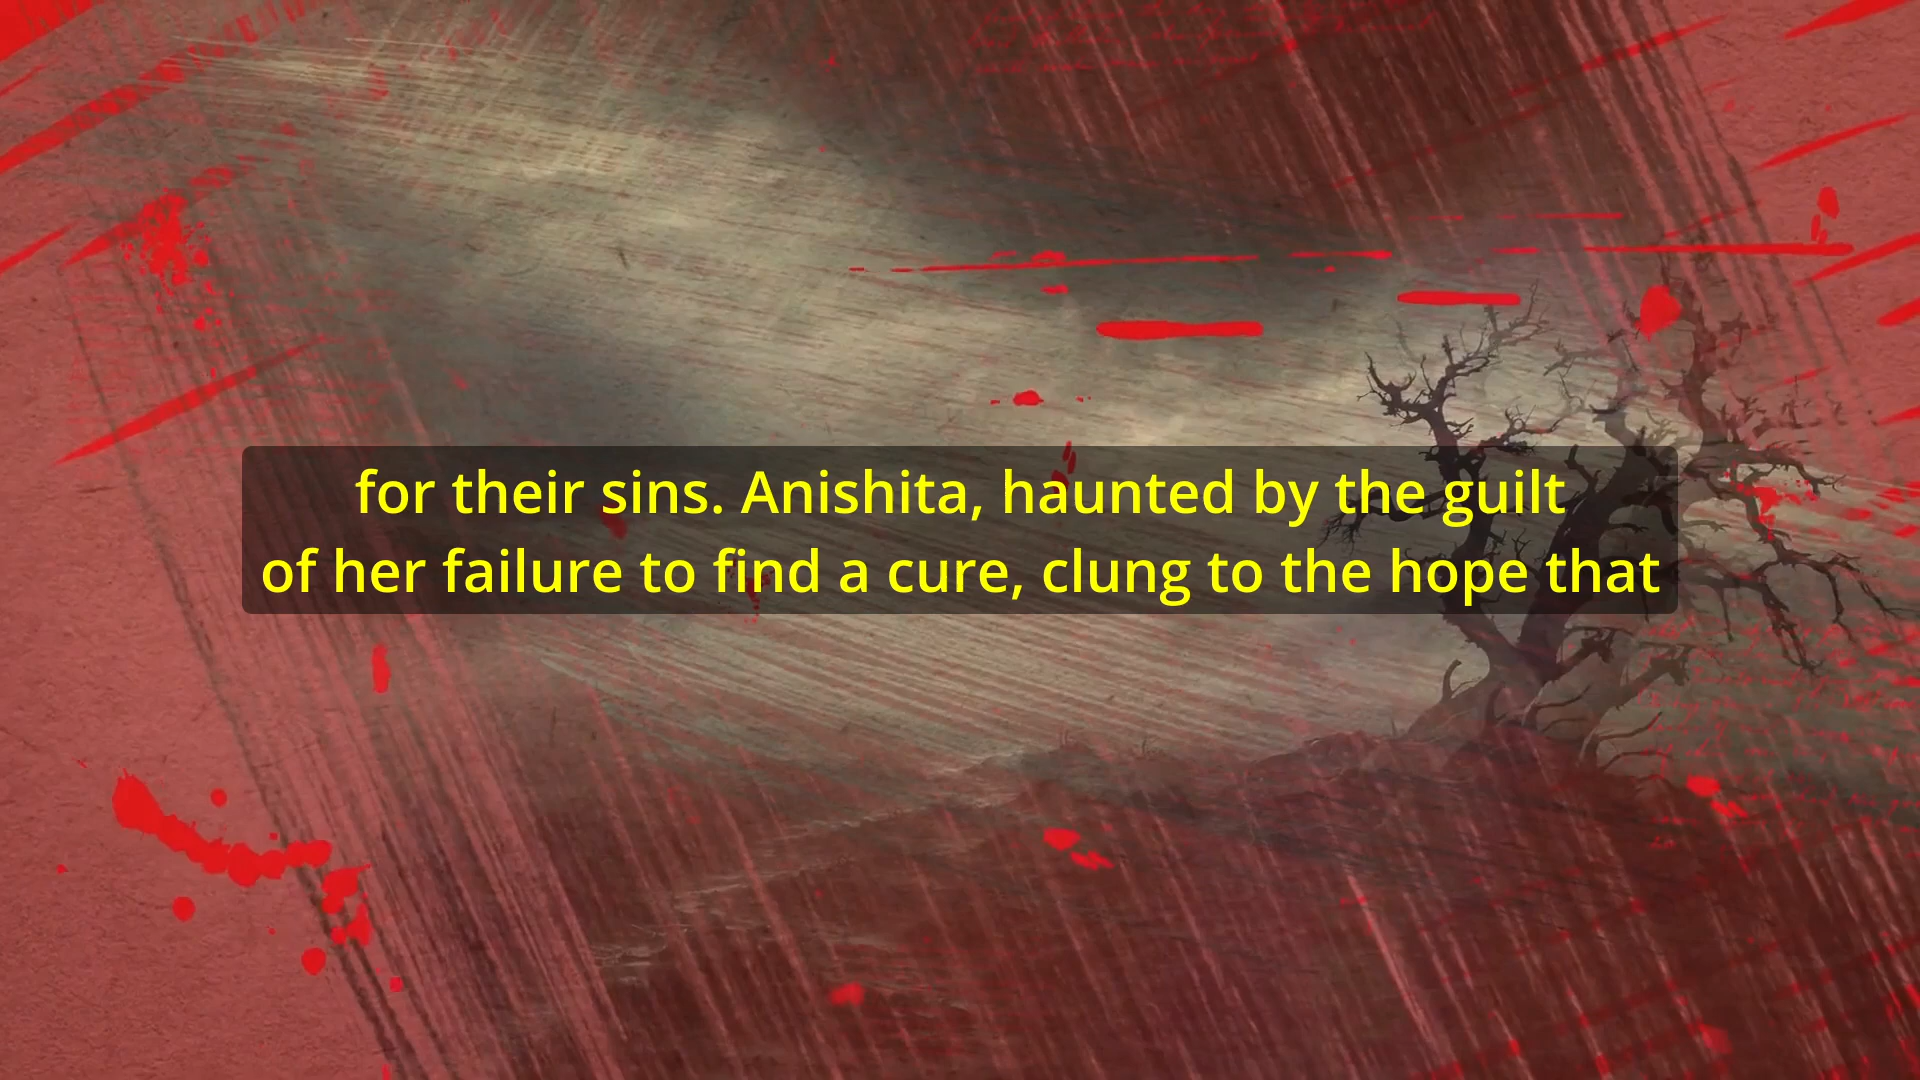 for their sins. Anishita, haunted by the guilt
of her failure to find a cure, clung to the hope that